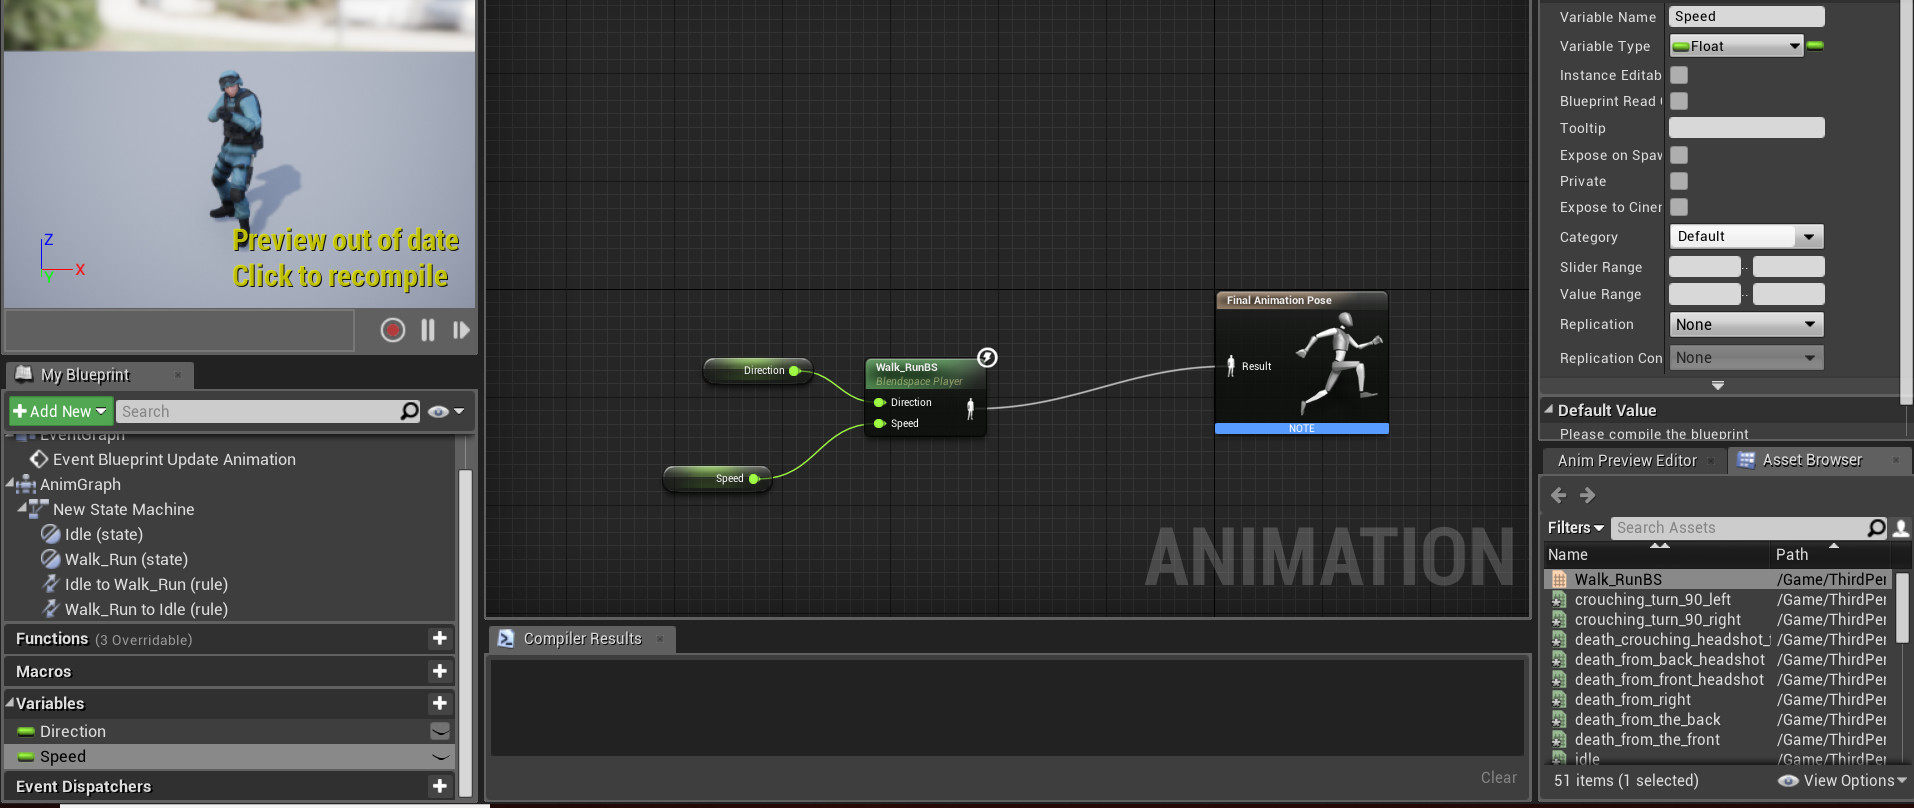 Preview out of date
Click to recompile
Z
X
Y
My Blueprint
Add New
Search
EventGraph
Event Blueprint Update Animation
AnimGraph
New State Machine
Idle (state)
Walk_Run (state)
Idle to Walk_Run (rule)
Walk_Run to Idle (rule)
Functions (3 Overridable)
Macros
Variables
Direction
Speed
Event Dispatchers
Direction
Speed
Walk_RunBS
Blendspace Player
Direction
Speed
Final Animation Pose
Result
NOTE
ANIMATION
Compiler Results
Clear
Variable Name Speed
Variable Type Float
Instance Editab
Blueprint Read
Tooltip
Expose on Spaw
Private
Expose to Ciner
Category Default
Slider Range
Value Range
Replication None
Replication Con None
Default Value
Please compile the blueprint
Anim Preview Editor
Asset Browser
Filters Search Assets
Name Path
Walk_RunBS /Game/ThirdPer
crouching_turn_90_left /Game/ThirdPer
crouching_turn_90_right /Game/ThirdPer
death_crouching_headshot_ /Game/ThirdPer
death_from_back_headshot /Game/ThirdPer
death_from_front_headshot /Game/ThirdPer
death_from_right /Game/ThirdPer
death_from_the_back /Game/ThirdPer
death_from_the_front /Game/ThirdPer
idle /Game/ThirdPer
51 items (1 selected) View Options